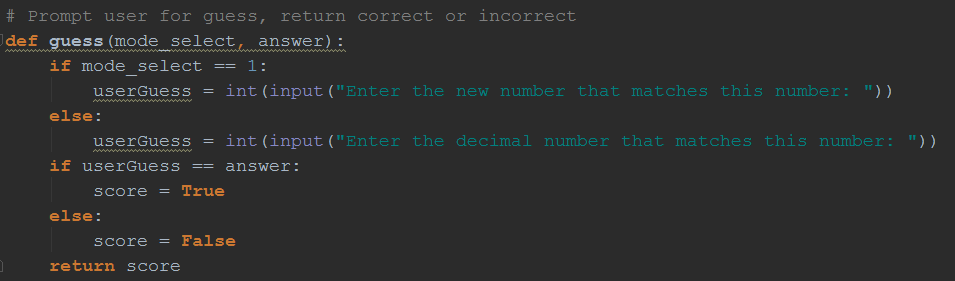 # Prompt user for guess, return correct or incorrect
def guess(mode_select, answer):
    if mode_select == 1:
        userGuess = int(input("Enter the new number that matches this number: "))
    else:
        userGuess = int(input("Enter the decimal number that matches this number: "))
    if userGuess == answer:
        score = True
    else:
        score = False
    return score